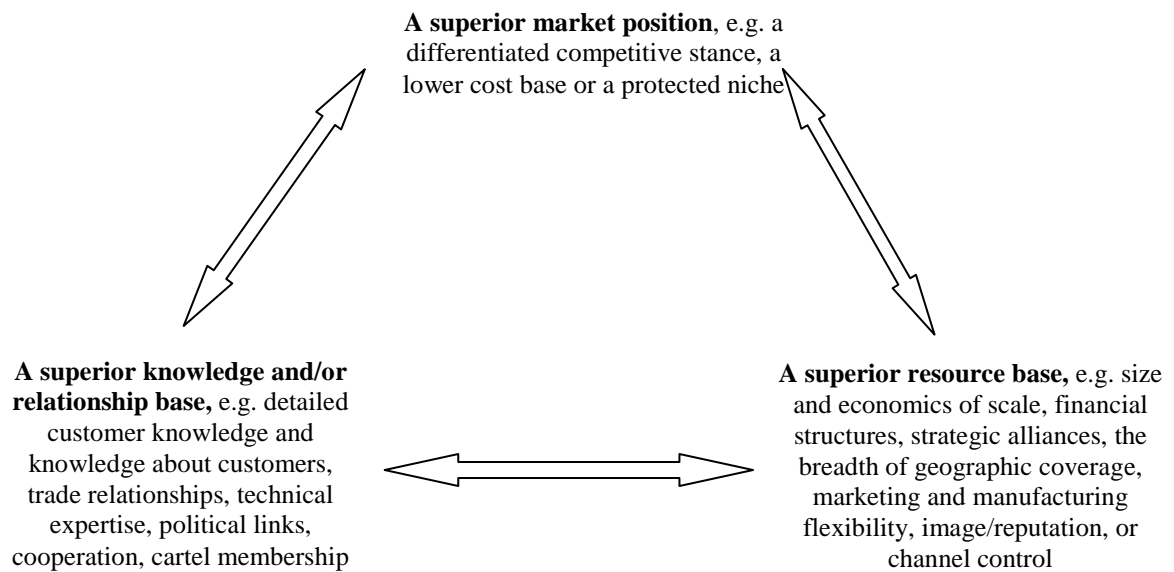 A superior market position, e.g. a
differentiated competitive stance, a
lower cost base or a protected niche
A superior knowledge and/or
relationship base, e.g. detailed
customer knowledge and
knowledge about customers,
trade relationships, technical
expertise, political links,
cooperation, cartel membership
A superior resource base, e.g. size
and economics of scale, financial
structures, strategic alliances, the
breadth of geographic coverage,
marketing and manufacturing
flexibility, image/reputation, or
channel control